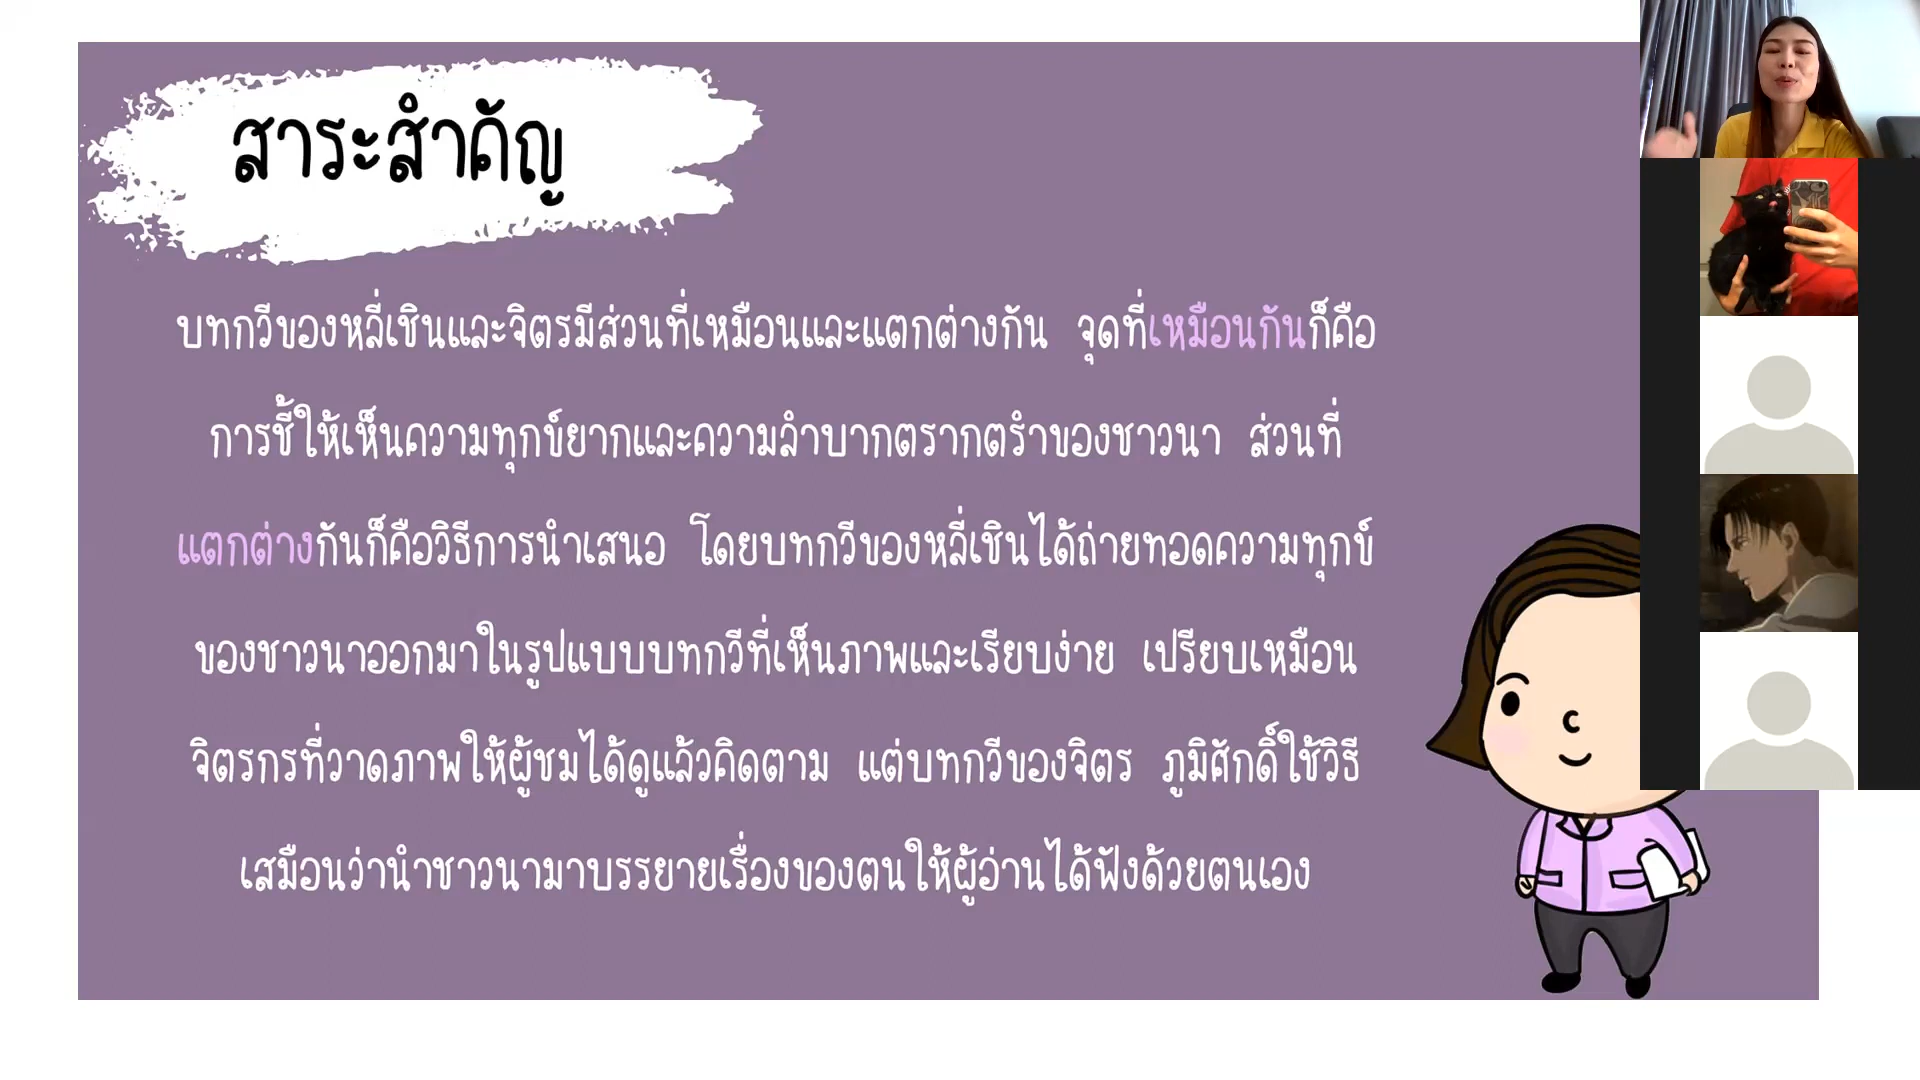 สาระสำคัญ
บทกวีของหลี่เชินและจิตรมีส่วนที่เหมือนและแตกต่างกัน จุดที่เหมือนกันก็คือ
การชี้ให้เห็นความทุกข์ยากและความลำบากตรากตรำของชาวนา ส่วนที่
แตกต่างกันก็คือวิธีการนำเสนอ โดยบทกวีของหลี่เชินได้ถ่ายทอดความทุกข์
ของชาวนาออกมาในรูปแบบบทกวีที่เห็นภาพและเรียบง่าย เปรียบเหมือน
จิตรกรที่วาดภาพให้ผู้ชมได้ดูแล้วคิดตาม แต่บทกวีของจิตร ภูมิศักดิ์ใช้วิธี
เสมือนว่านำชาวนามาบรรยายเรื่องของตนให้ผู้อ่านได้ฟังด้วยตนเอง